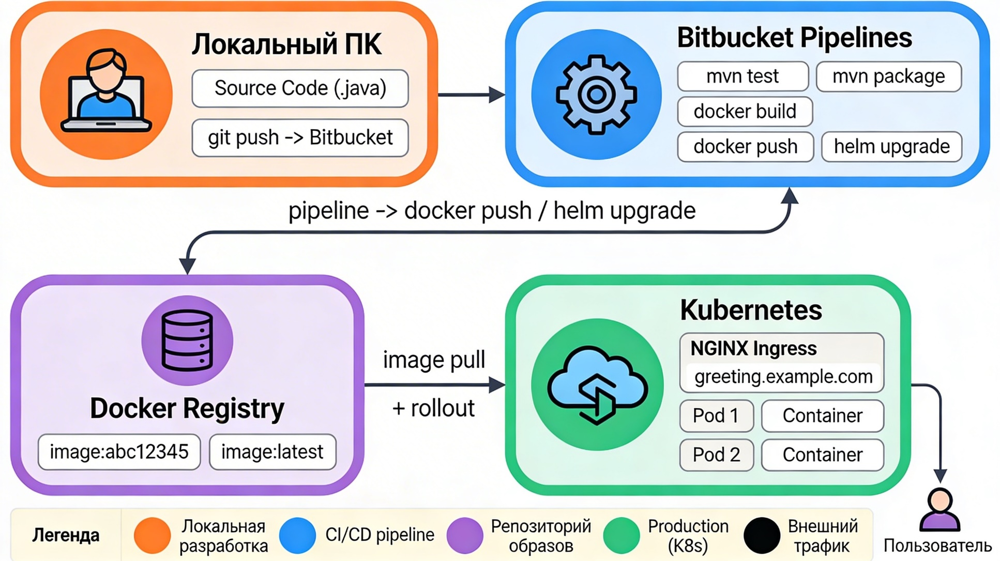 Локальный ПК
Source Code (.java)
git push -> Bitbucket
Bitbucket Pipelines
mvn test
mvn package
docker build
docker push
helm upgrade
pipeline -> docker push / helm upgrade
Docker Registry
image:abc12345
image:latest
image pull
+ rollout
Kubernetes
NGINX Ingress
greeting.example.com
Pod 1
Container
Pod 2
Container
Легенда
Локальная
разработка
CI/CD pipeline
Репозиторий
образов
Production
(K8s)
Внешний
трафик
Пользователь